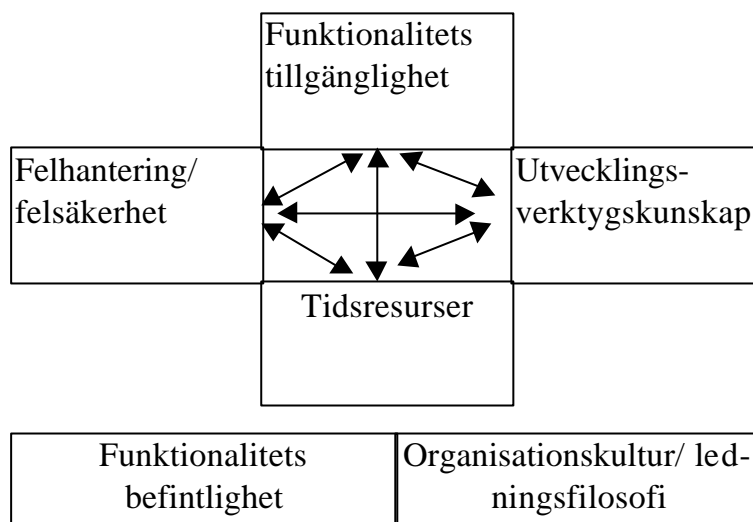 Funktionalitets
tillgänglighet
Felhantering/
felsäkerhet
Utvecklings-
verktygskunskap
Tidsresurser
Funktionalitets
befintlighet
Organisationskultur/ led-
ningsfilosofi